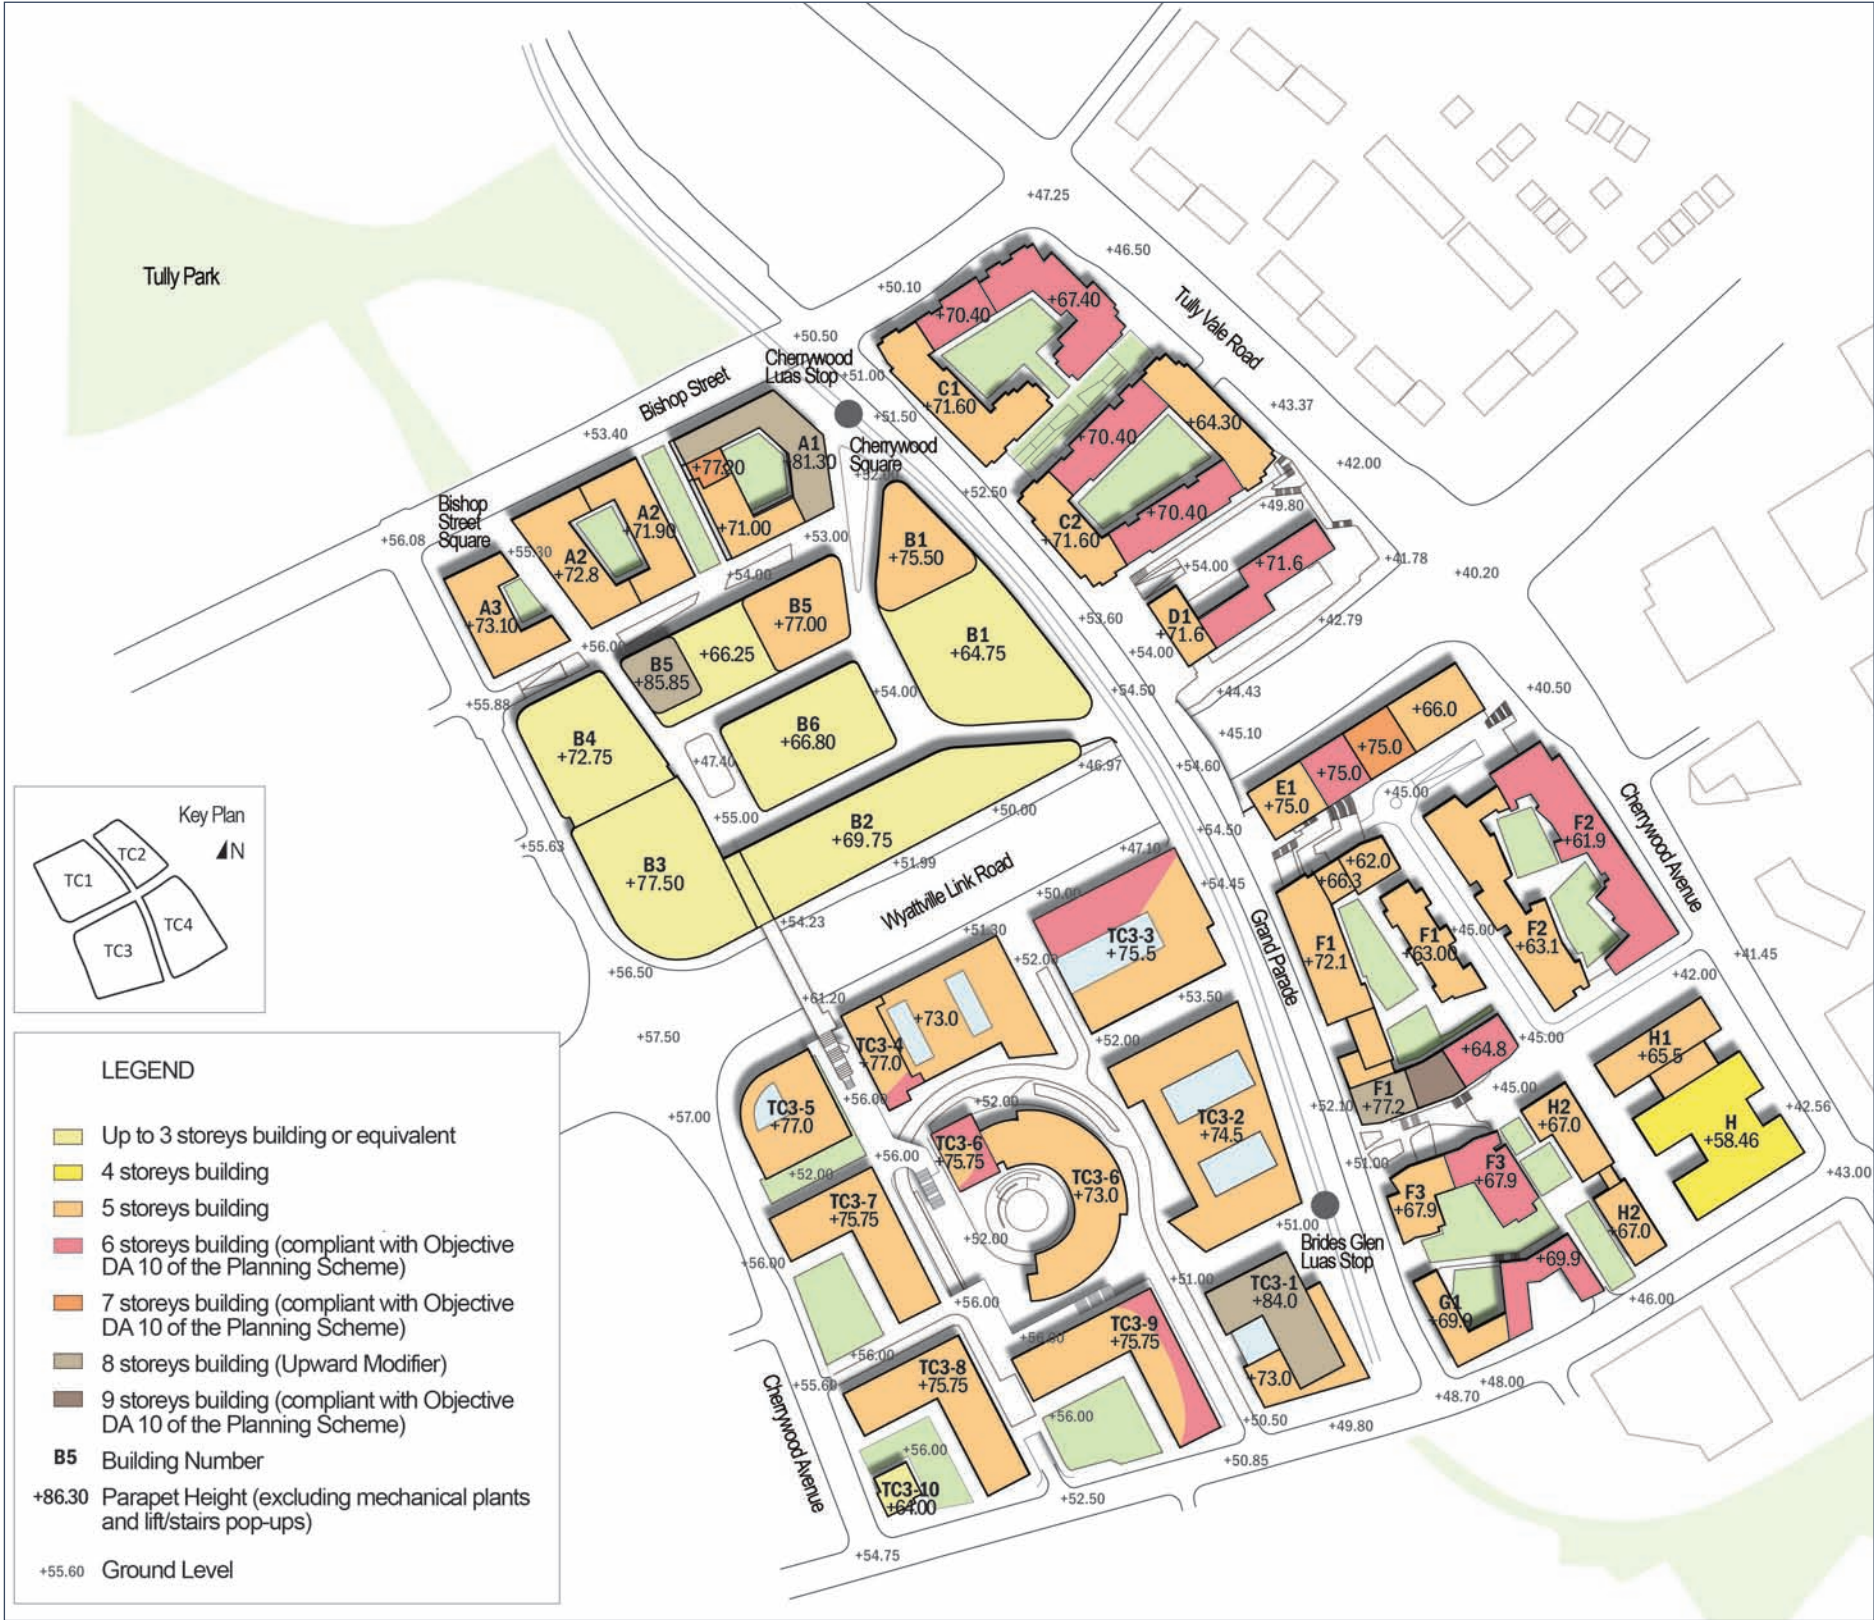 +47.25
+46.50
Tully Park
+50.10
Tully Vale Road
+67.40
+70.40
+50.50
Cherrywood
Luas Stop
+51.00
Bishop Street
C1
+71.60
+51.50
+43.37
+64.30
+53.40
+70.40
A1
+81.30
Cherrywood
Square
+52.00
+77.20
+42.00
+52.50
Bishop
Street
Square
A2
+71.90
+71.00
+49.80
+70.40
C2
+71.60
+56.08
+55.30
+53.00
B1
+75.50
A2
+72.8
+54.00
+54.00
+71.6
+41.78
+40.20
A3
+73.10
B5
+77.00
+53.60
D1
+71.6
+42.79
+56.00
+66.25
B1
+64.75
+54.00
B5
+85.85
+54.00
+54.50
+44.43
+40.50
+55.88
B4
+72.75
B6
+66.80
+45.10
+66.0
+75.0
+47.40
+46.97
+54.60
+75.0
E1
+75.0
+45.00
+55.00
+50.00
Cherrywood Avenue
B2
+69.75
+54.50
F2
+61.9
+55.63
+51.99
+47.10
+62.0
+66.3
B3
+77.50
Wyattville Link Road
+50.00
+54.45
+54.23
+51.30
Grand Parade
F1
+72.1
F1
+63.00
+45.00
F2
+63.1
TC3-3
+75.5
+52.00
+41.45
+56.50
+42.00
+61.20
+53.50
+73.0
+57.50
TC3-4
+77.0
+52.00
+64.8
+45.00
H1
+65.5
+56.00
+52.00
+45.00
F1
+77.2
+57.00
TC3-5
+77.0
+52.10
H2
+67.0
+42.56
TC3-2
+74.5
H
+58.46
TC3-6
+75.75
+56.00
+51.00
+52.00
TC3-6
+73.0
F3
+67.9
+43.00
TC3-7
+75.75
F3
+67.9
H2
+67.0
+52.00
+51.00
Brides Glen
Luas Stop
+56.00
+69.9
+51.00
TC3-1
+84.0
+56.00
G1
+69.9
+46.00
TC3-9
+75.75
+56.00
TC3-8
+75.75
+55.60
+73.0
+48.00
+48.70
Cherrywood Avenue
+56.00
+50.50
+49.80
+56.00
+50.85
TC3-10
+64.00
+52.50
+54.75
Key Plan
N
TC2
TC1
TC4
TC3
LEGEND
Up to 3 storeys building or equivalent
4 storeys building
5 storeys building
6 storeys building (compliant with Objective
DA 10 of the Planning Scheme)
7 storeys building (compliant with Objective
DA 10 of the Planning Scheme)
8 storeys building (Upward Modifier)
9 storeys building (compliant with Objective
DA 10 of the Planning Scheme)
B5 Building Number
+86.30 Parapet Height (excluding mechanical plants
and lift/stairs pop-ups)
+55.60 Ground Level